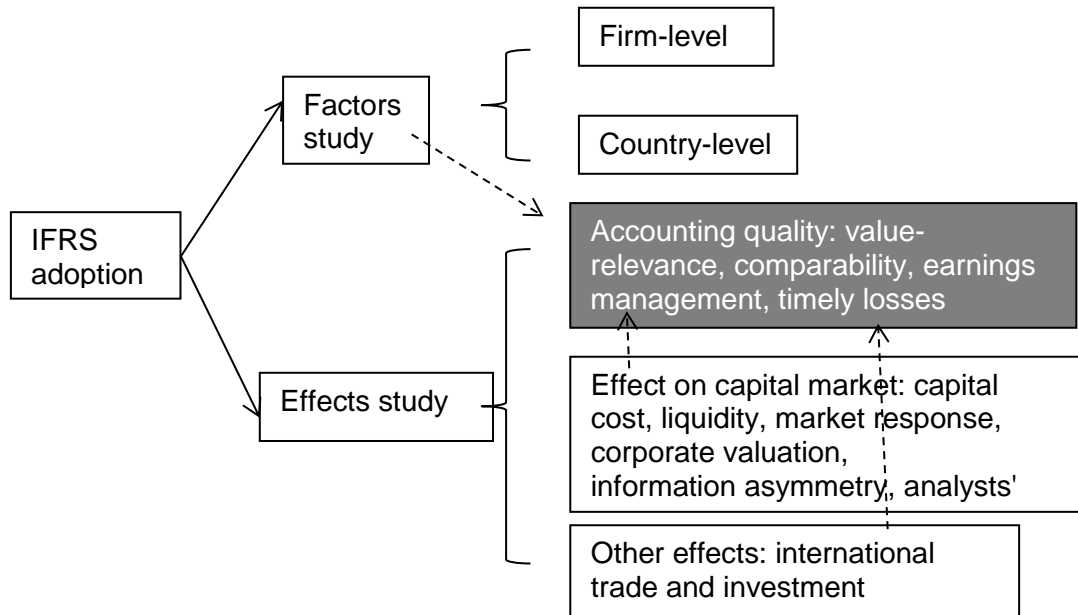 Firm-level
Factors
study
Country-level
IFRS
adoption
Accounting quality: value-
relevance, comparability, earnings
management, timely losses
Effects study
Effect on capital market: capital
cost, liquidity, market response,
corporate valuation,
information asymmetry, analysts'
Other effects: international
trade and investment